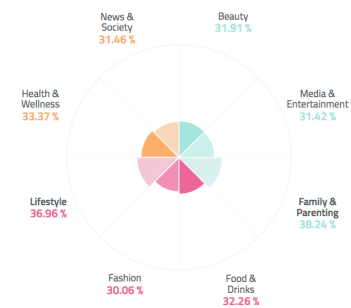 News &
Society
31.46 %
Beauty
31.91 %
Media &
Entertainment
31.42 %
Family &
Parenting
38.24 %
Food &
Drinks
32.26 %
Fashion
30.06 %
Lifestyle
36.96 %
Health &
Wellness
33.37 %